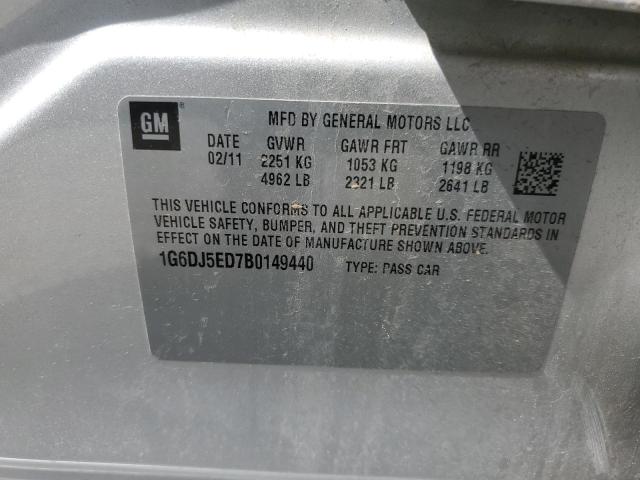 GM®
MFD BY GENERAL MOTORS LLC
DATE GVWR GAWR FRT GAWR RR
02/11 2251 KG 1053 KG 1198 KG
4962 LB 2321 LB 2641 LB
THIS VEHICLE CONFORMS TO ALL APPLICABLE U.S. FEDERAL MOTOR
VEHICLE SAFETY, BUMPER, AND THEFT PREVENTION STANDARDS IN
EFFECT ON THE DATE OF MANUFACTURE SHOWN ABOVE.
1G6DJ5ED7B0149440 TYPE: PASS CAR